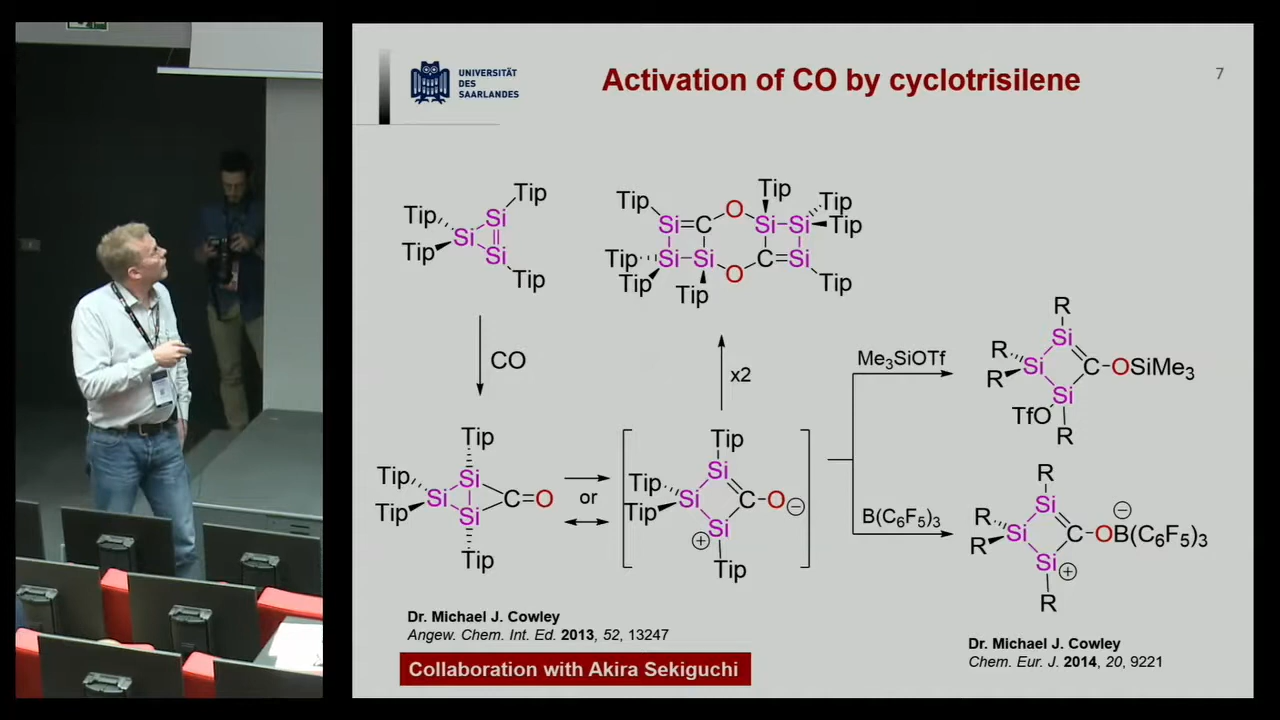 UNIVERSITÄT
DES
SAARLANDES
Activation of CO by cyclotrisilene
7
Tip
Tip
Si
Si
Tip
Si
Tip
CO
Tip
Tip
Si
Tip
Si
C=O
Si
Tip
Tip
or
Tip
Tip
O
Tip
Si
C
Si
Si
Tip
Tip
Si
Si
C
Si
Tip
O
Tip
Tip
x2
Tip
Si
Tip
Si
C
O
⊖
Tip
Si
⊕
Tip
Me3SiOTf
R
Si
R
Si
C
OSiMe3
R
Si
TfO
R
B(C6F5)3
R
Si
⊖
R
Si
C
OB(C6F5)3
R
Si
⊕
R
Dr. Michael J. Cowley
Angew. Chem. Int. Ed. 2013, 52, 13247
Collaboration with Akira Sekiguchi
Dr. Michael J. Cowley
Chem. Eur. J. 2014, 20, 9221